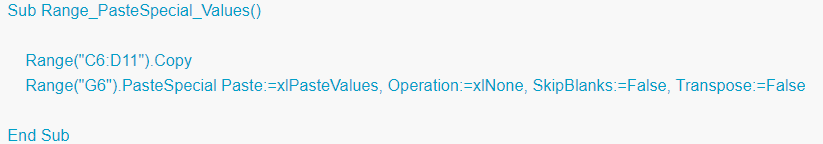 Sub Range_PasteSpecial_Values()
Range("C6:D11").Copy
Range("G6").PasteSpecial Paste:=xlPasteValues, Operation:=xlNone, SkipBlanks:=False, Transpose:=False
End Sub